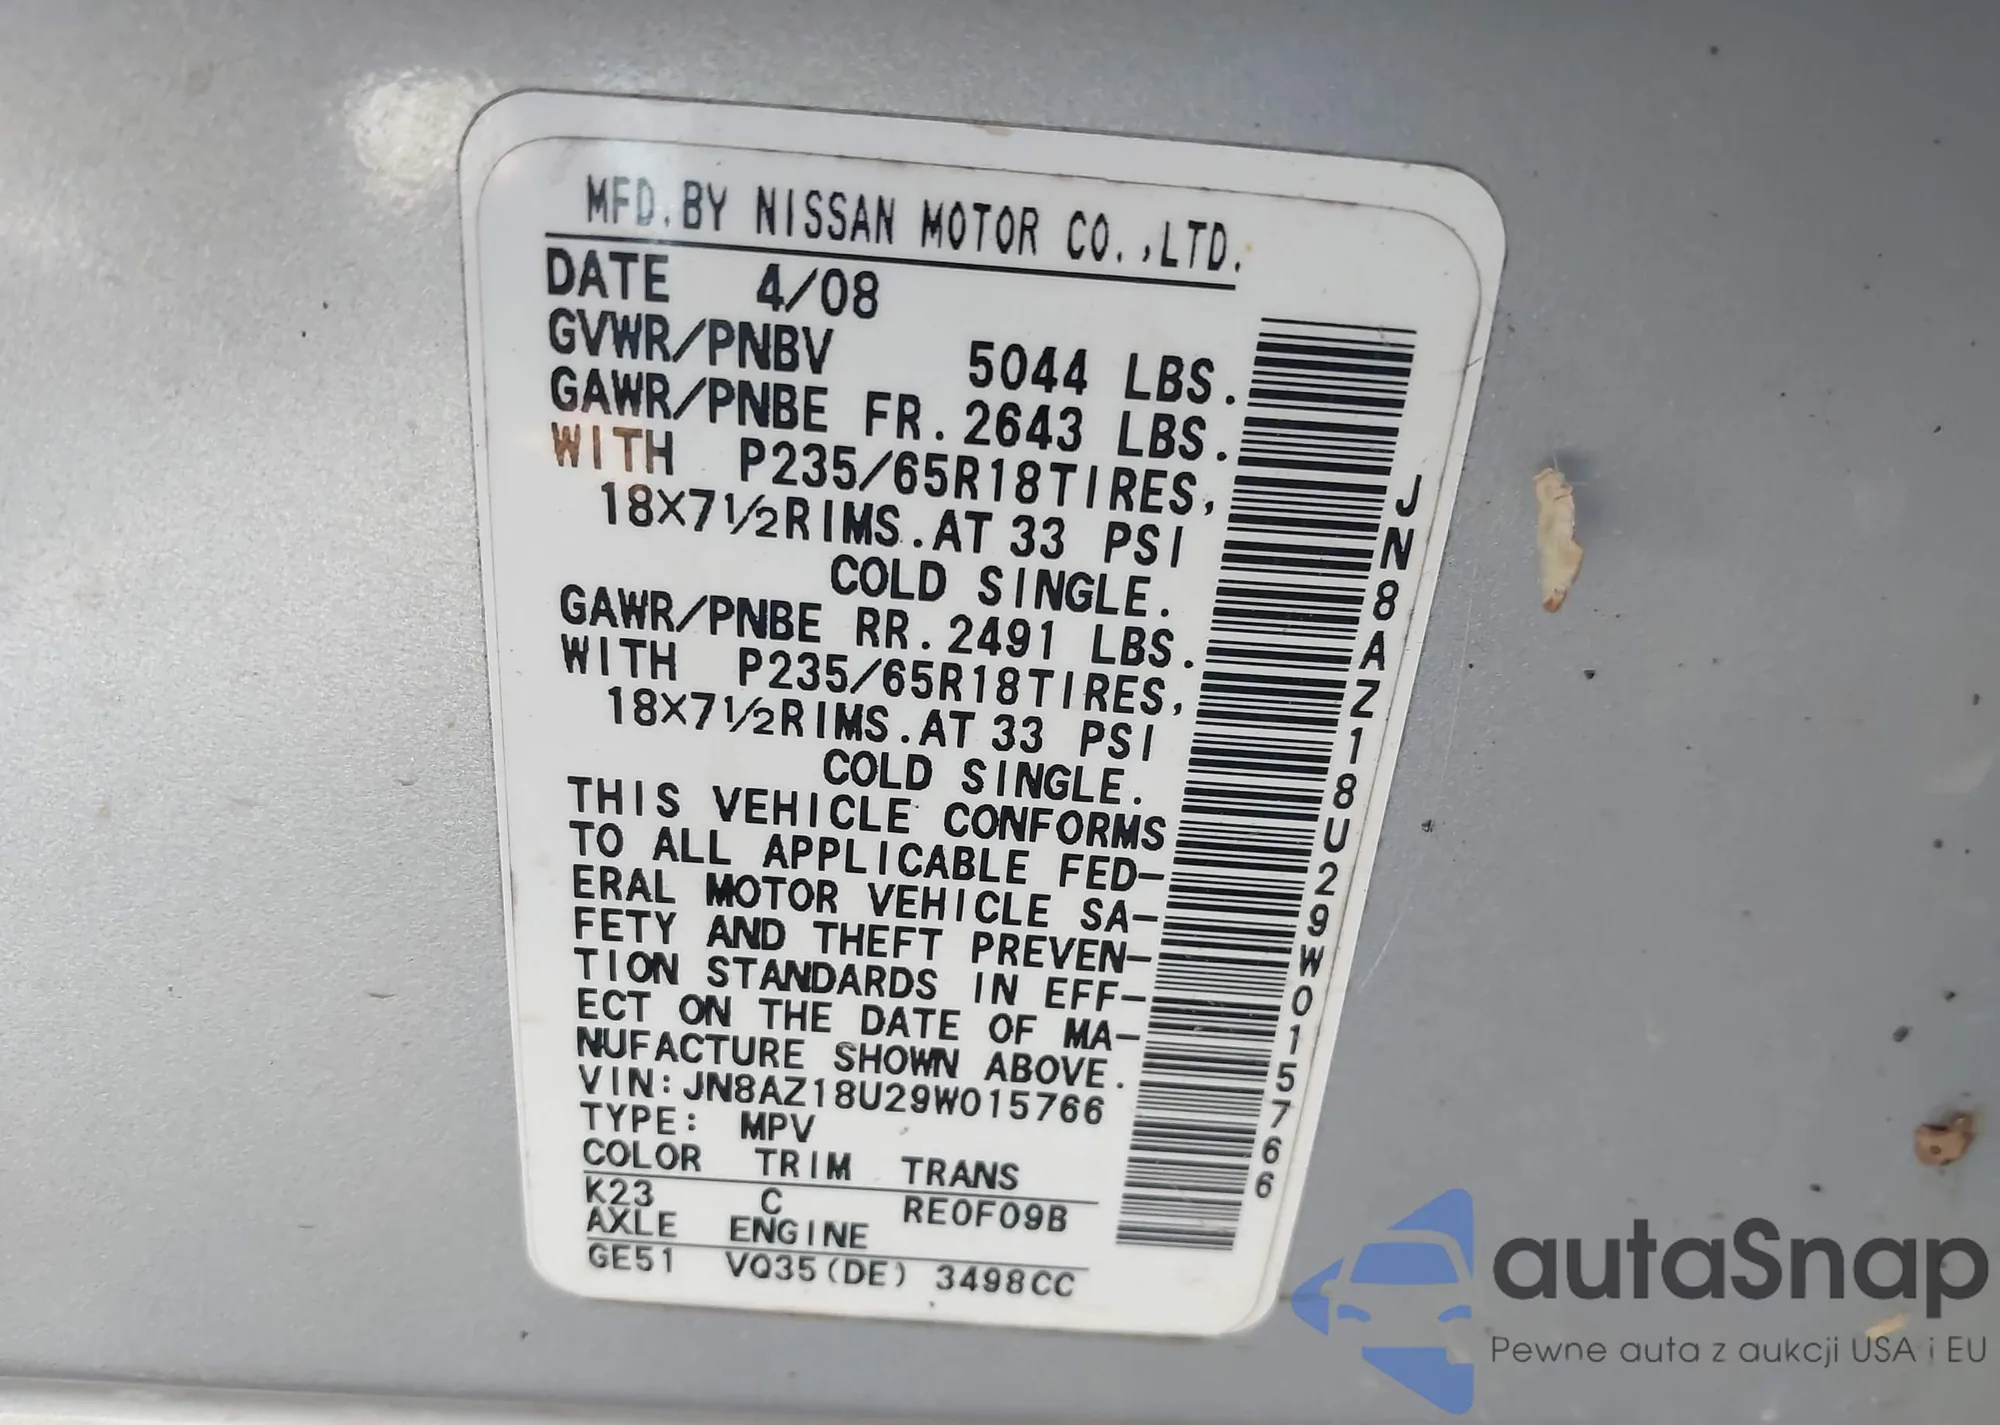 MFD.BY NISSAN MOTOR CO.,LTD.
DATE 4/08
GVWR/PNBV 5044 LBS.
GAWR/PNBE FR.2643 LBS.
WITH P235/65R18TIRES,
18X7½RIMS.AT 33 PSI
COLD SINGLE.
GAWR/PNBE RR.2491 LBS.
WITH P235/65R18TIRES,
18X7½RIMS.AT 33 PSI
COLD SINGLE.
THIS VEHICLE CONFORMS
TO ALL APPLICABLE FED-
ERAL MOTOR VEHICLE SA-
FETY AND THEFT PREVEN-
TION STANDARDS IN EFF-
ECT ON THE DATE OF MA-
NUFACTURE SHOWN ABOVE.
VIN:JN8AZ18U29W015766
TYPE: MPV
COLOR TRIM TRANS
K23 C RE0F09B
AXLE ENGINE
GE51 VQ35(DE) 3498CC
JN8AZ18U29W015766
autaSnap
Pewne auta z aukcji USA i EU